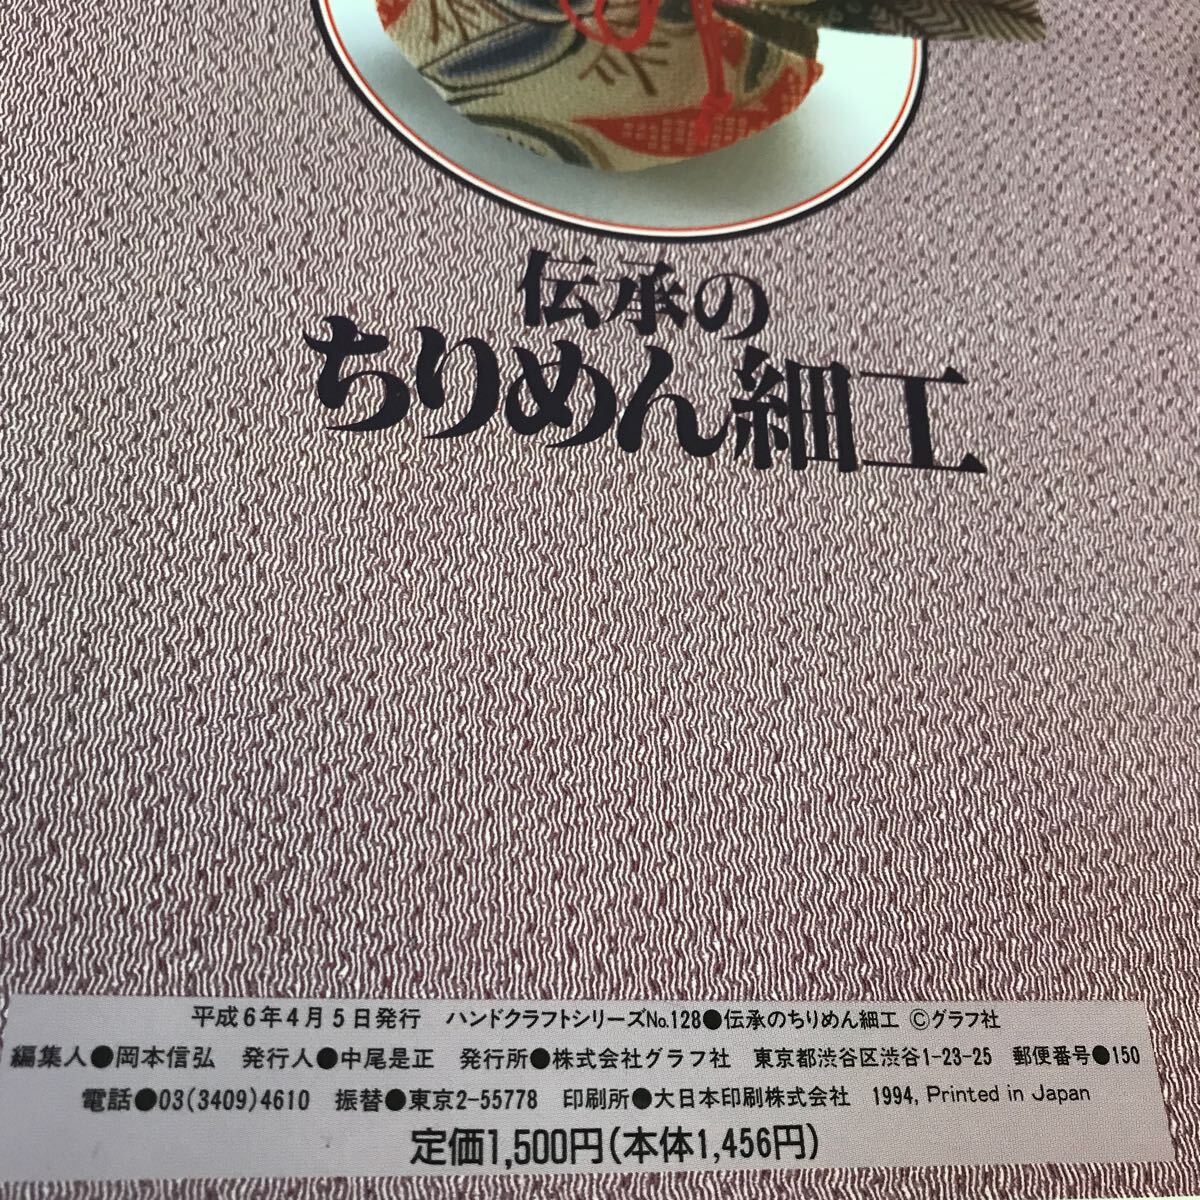 伝承の
ちりめん細工
平成6年4月5日発行 ハンドクラフトシリーズNo.128●伝承のちりめん細工 ©グラフ社
編集人●岡本信弘 発行人●中尾是正 発行所●株式会社グラフ社 東京都渋谷区渋谷1-23-25 郵便番号●150
電話●03(3409)4610 振替●東京2-55778 印刷所●大日本印刷株式会社 1994, Printed in Japan
定価1,500円(本体1,456円)